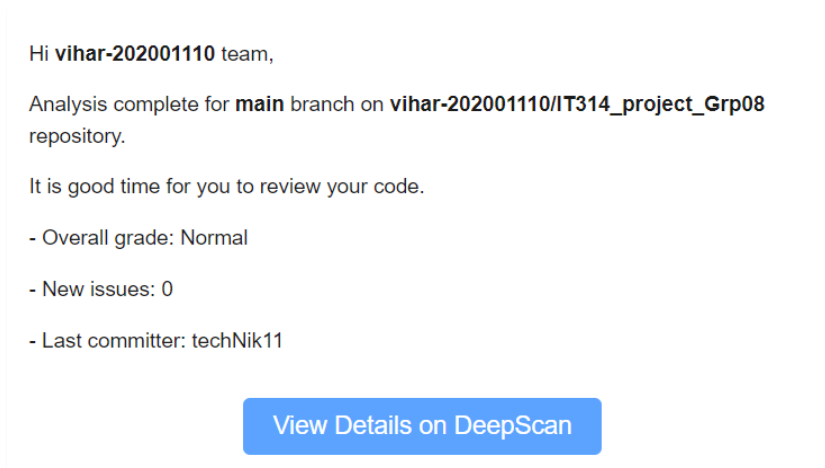 Hi vihar-202001110 team,
Analysis complete for main branch on vihar-202001110/IT314_project_Grp08
repository.
It is good time for you to review your code.
- Overall grade: Normal
- New issues: 0
- Last committer: techNik11
View Details on DeepScan